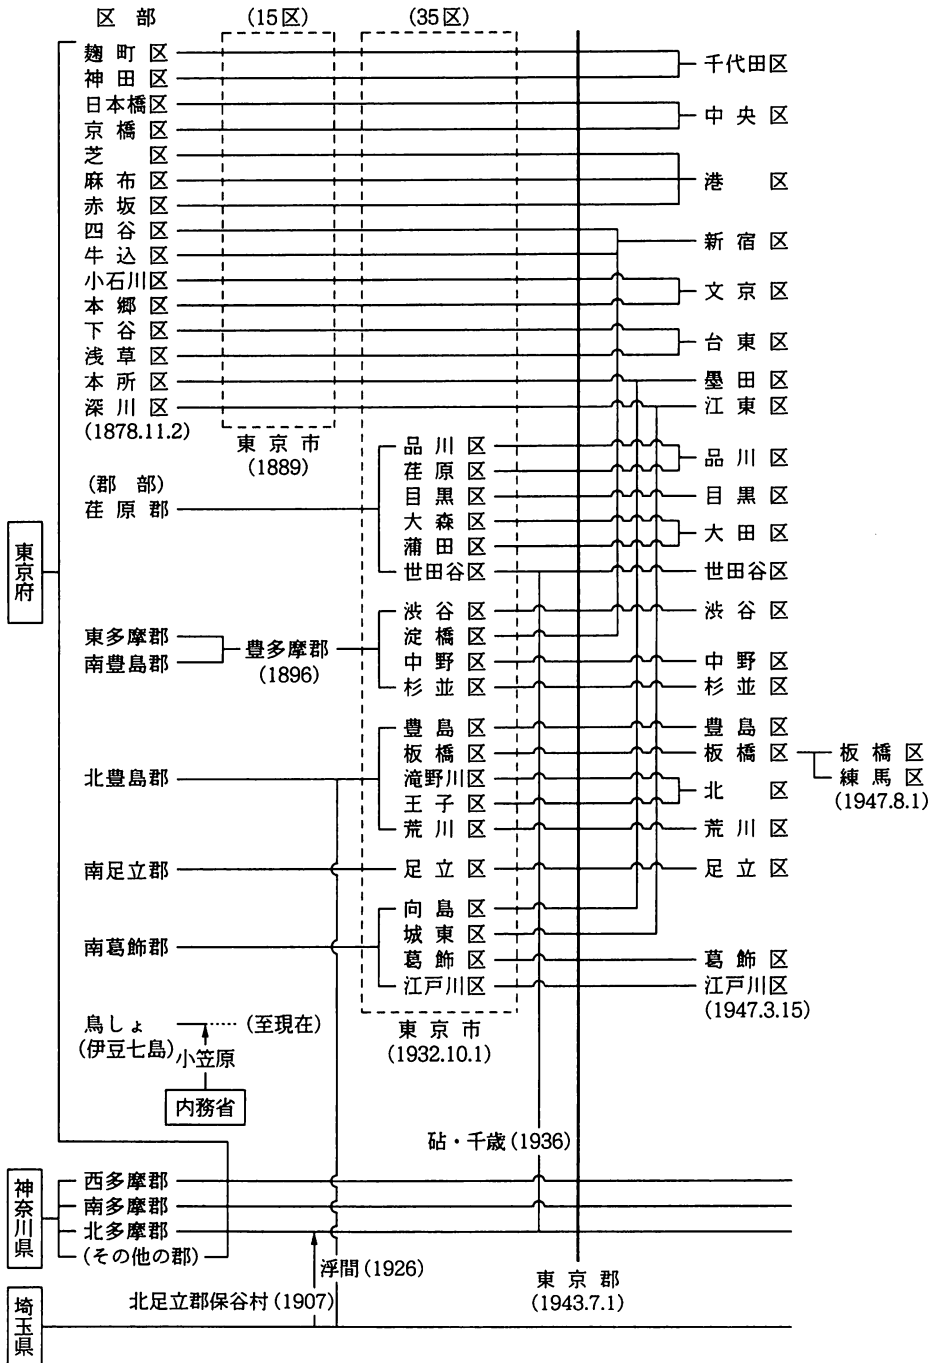 区部 (15区) (35区)
麹町区
神田区
千代田区
日本橋区
京橋区
中央区
芝区
麻布区
赤坂区
港区
四谷区
牛込区
新宿区
小石川区
本郷区
文京区
下谷区
浅草区
台東区
本所区 墨田区
深川区 江東区
(1878.11.2)
東京市
(1889)
品川区
荏原区
品川区
(郡部)
荏原郡
目黒区 目黒区
大森区
蒲田区
大田区
世田谷区 世田谷区
東京府
渋谷区 渋谷区
東多摩郡
南豊島郡
豊多摩郡
(1896)
淀橋区
中野区 中野区
杉並区 杉並区
豊島区 豊島区
板橋区 板橋区 板橋区
練馬区
(1947.8.1)
北豊島郡
滝野川区
王子区
北区
荒川区 荒川区
南足立郡 足立区 足立区
南葛飾郡
向島区
城東区
葛飾区 葛飾区
江戸川区 江戸川区
(1947.3.15)
東京市
(1932.10.1)
鳥しょ (至現在)
(伊豆七島)
小笠原
内務省
砧・千歳(1936)
神奈川県
西多摩郡
南多摩郡
北多摩郡
(その他の郡)
浮間(1926)
東京都
(1943.7.1)
北足立郡保谷村(1907)
埼玉県